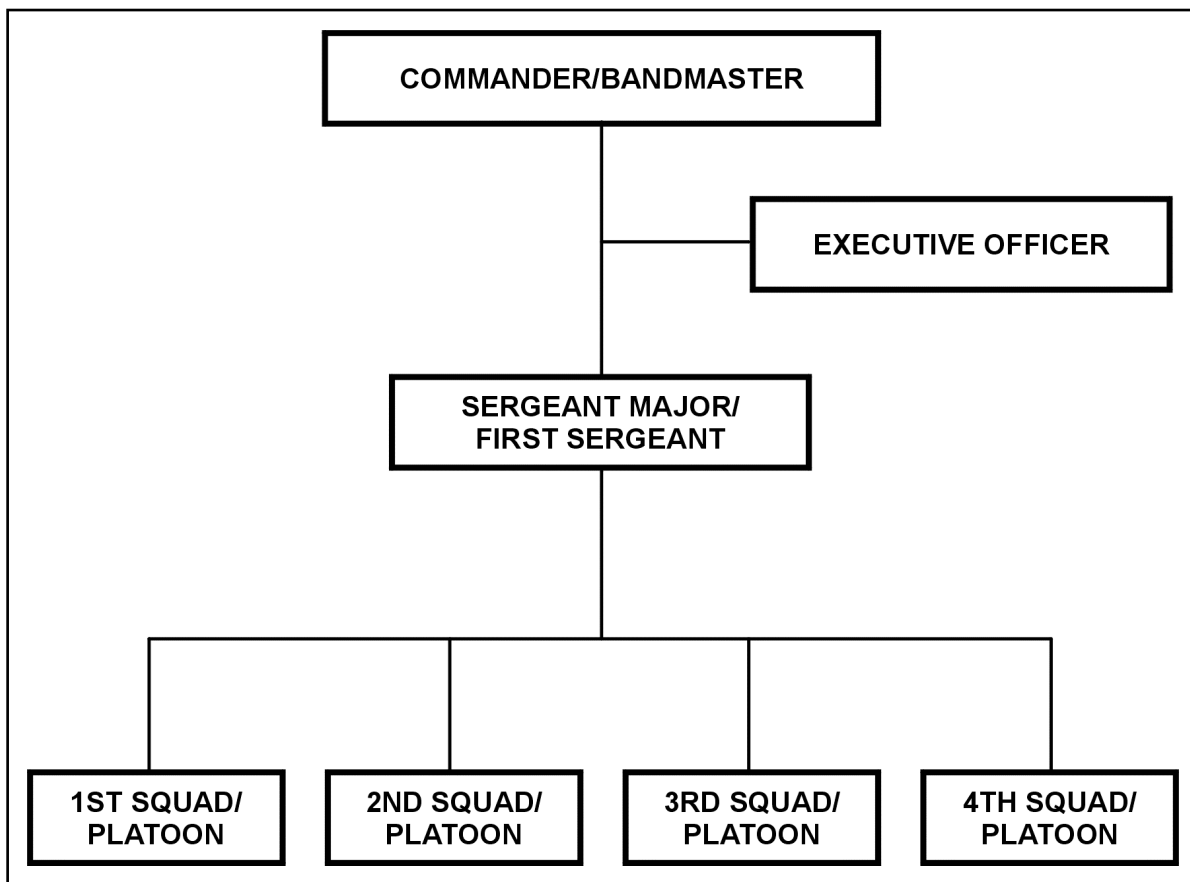 COMMANDER/BANDMASTER
EXECUTIVE OFFICER
SERGEANT MAJOR/
FIRST SERGEANT
1ST SQUAD/
PLATOON
2ND SQUAD/
PLATOON
3RD SQUAD/
PLATOON
4TH SQUAD/
PLATOON